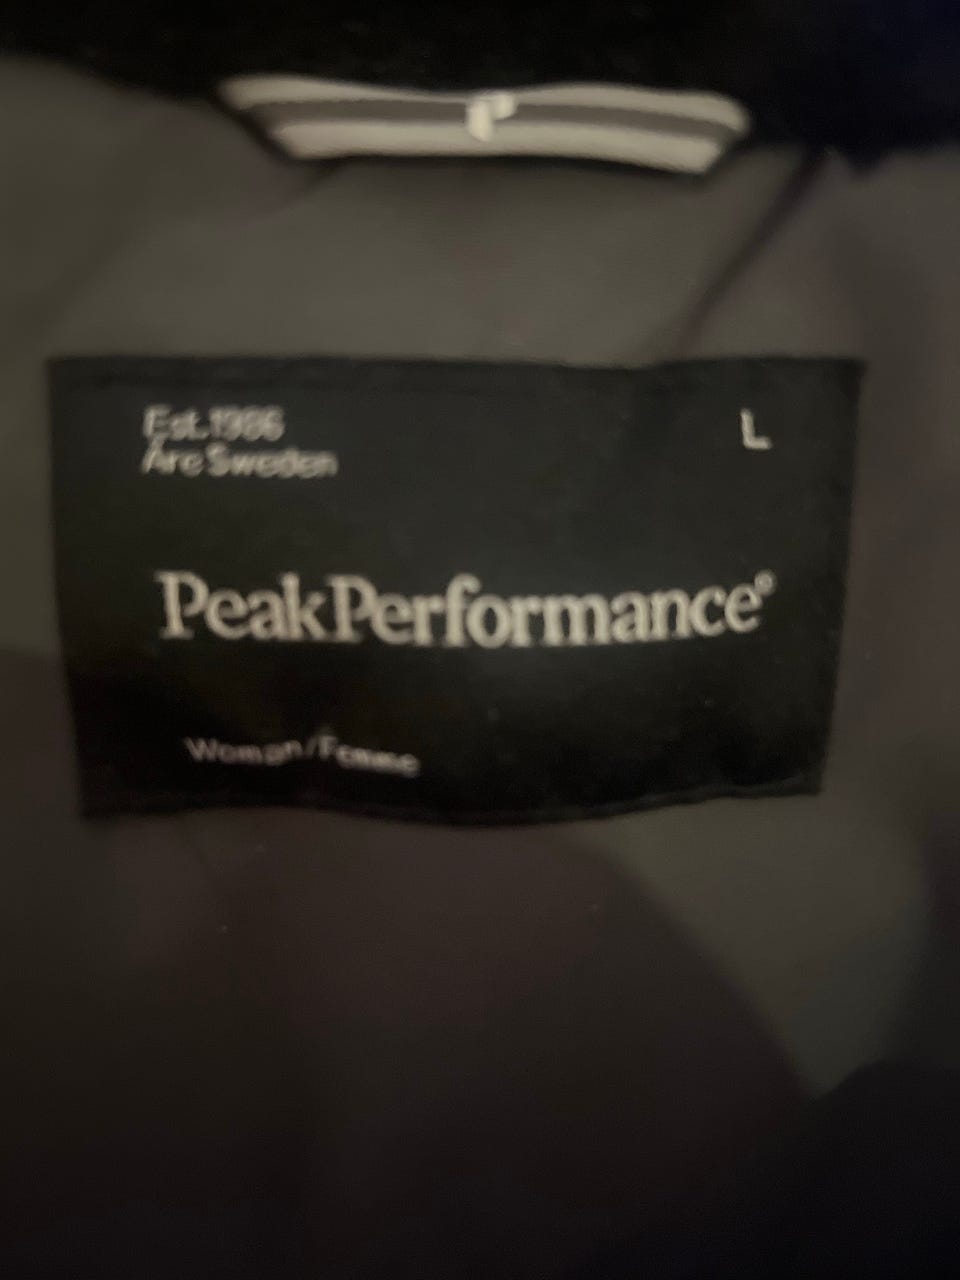 Est.1986
Åre Sweden
L
PeakPerformance®
Woman/Femme